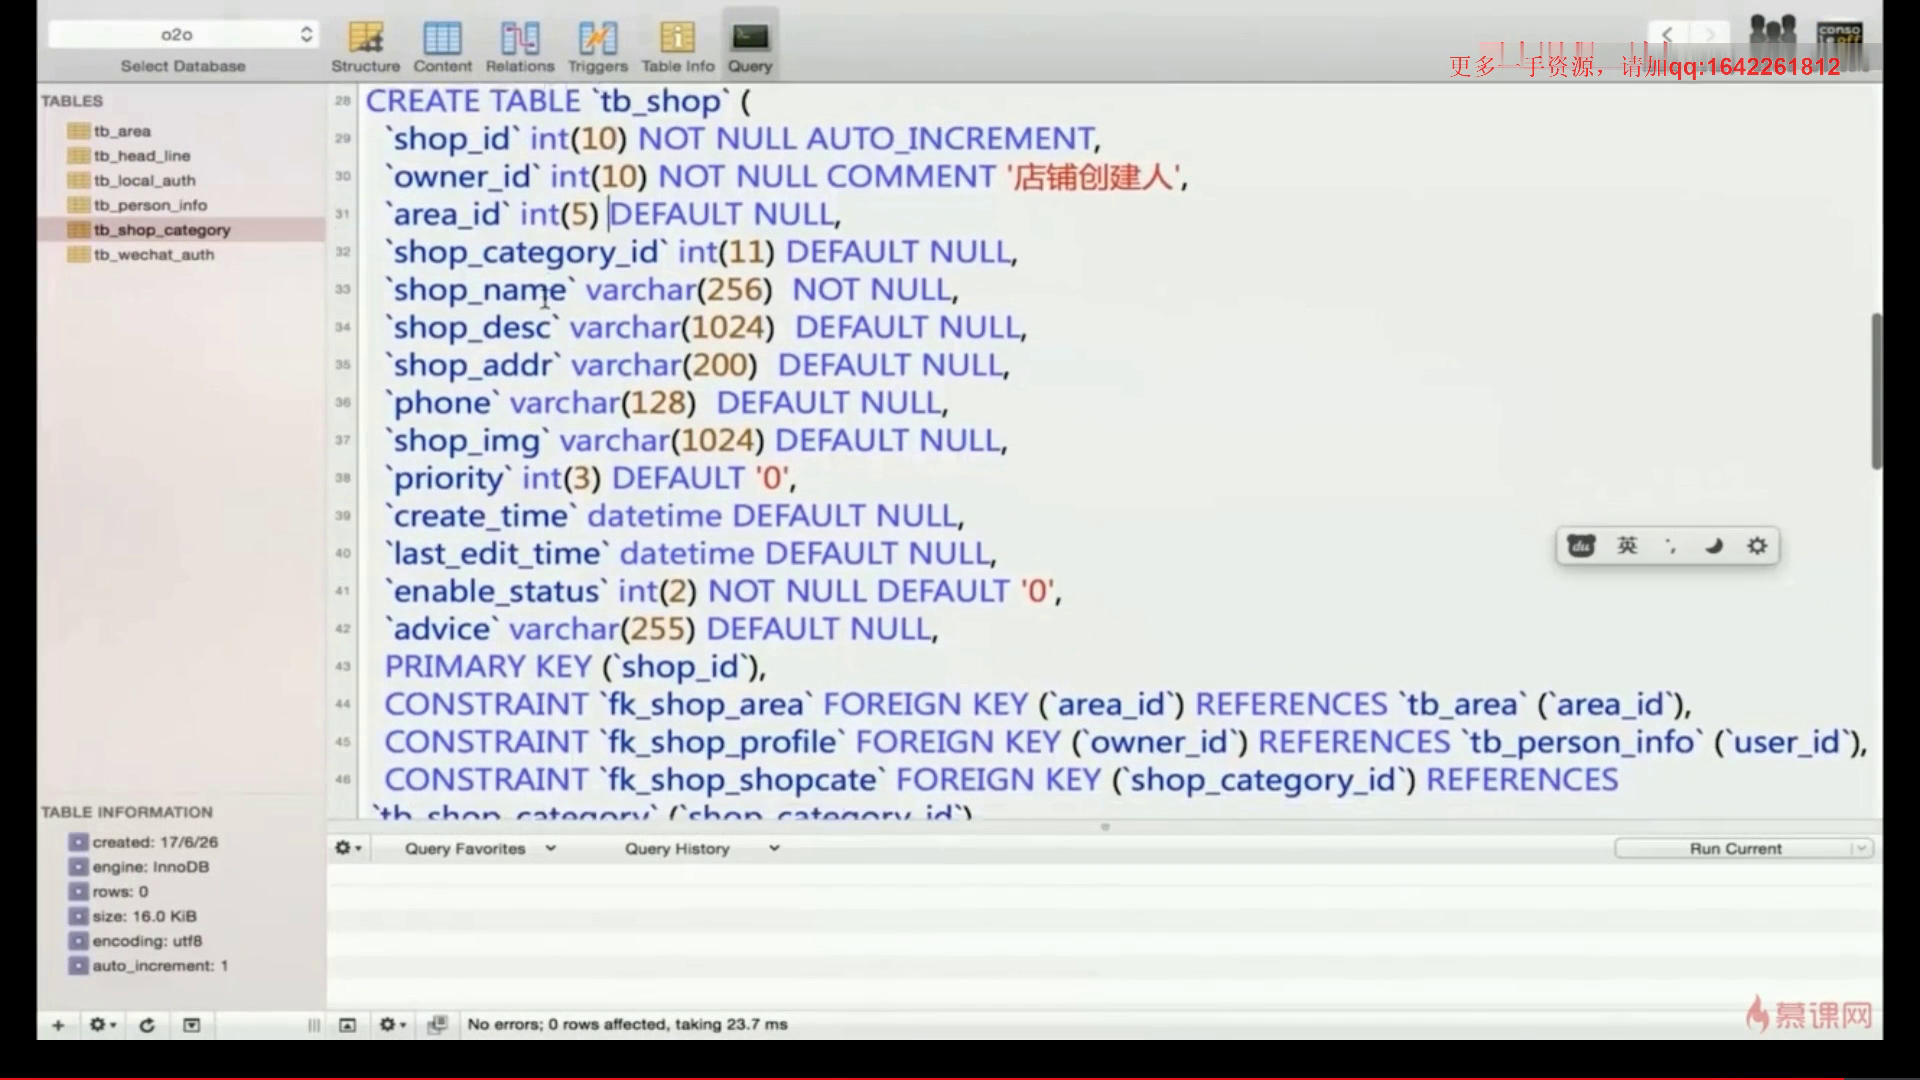 o2o
Select Database
Structure
Content
Relations
Triggers
Table Info
Query
conso
le off
更多一手资源，请加qq:1642261812
TABLES
tb_area
tb_head_line
tb_local_auth
tb_person_info
tb_shop_category
tb_wechat_auth
28 CREATE TABLE `tb_shop` (
29 `shop_id` int(10) NOT NULL AUTO_INCREMENT,
30 `owner_id` int(10) NOT NULL COMMENT '店铺创建人',
31 `area_id` int(5) DEFAULT NULL,
32 `shop_category_id` int(11) DEFAULT NULL,
33 `shop_name` varchar(256)  NOT NULL,
34 `shop_desc` varchar(1024)  DEFAULT NULL,
35 `shop_addr` varchar(200)  DEFAULT NULL,
36 `phone` varchar(128)  DEFAULT NULL,
37 `shop_img` varchar(1024) DEFAULT NULL,
38 `priority` int(3) DEFAULT '0',
39 `create_time` datetime DEFAULT NULL,
40 `last_edit_time` datetime DEFAULT NULL,
41 `enable_status` int(2) NOT NULL DEFAULT '0',
42 `advice` varchar(255) DEFAULT NULL,
43 PRIMARY KEY (`shop_id`),
44 CONSTRAINT `fk_shop_area` FOREIGN KEY (`area_id`) REFERENCES `tb_area` (`area_id`),
45 CONSTRAINT `fk_shop_profile` FOREIGN KEY (`owner_id`) REFERENCES `tb_person_info` (`user_id`),
46 CONSTRAINT `fk_shop_shopcate` FOREIGN KEY (`shop_category_id`) REFERENCES
`tb_shop_category` (`shop_category_id`)
du 英
TABLE INFORMATION
created: 17/6/26
engine: InnoDB
rows: 0
size: 16.0 KiB
encoding: utf8
auto_increment: 1
Query Favorites
Query History
Run Current
No errors; 0 rows affected, taking 23.7 ms
慕课网